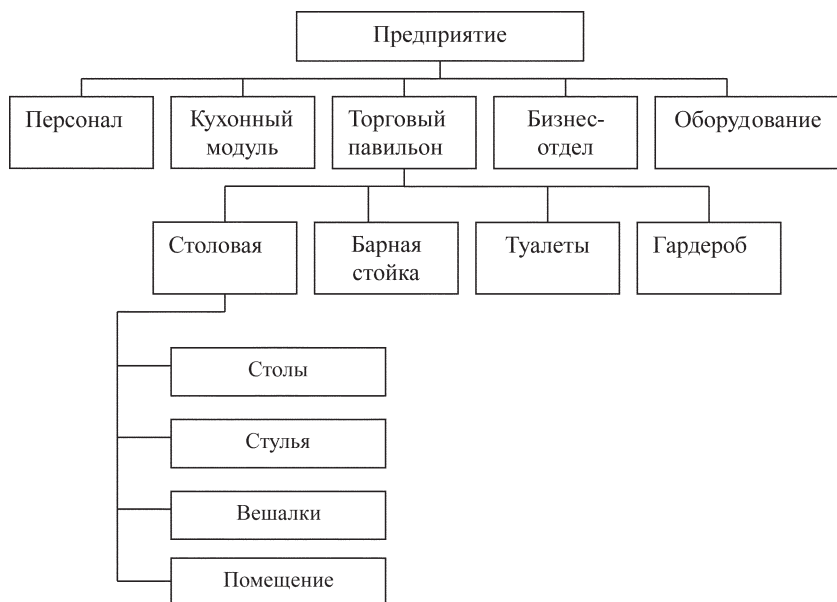 Предприятие
Персонал
Кухонный
модуль
Торговый
павильон
Бизнес-
отдел
Оборудование
Столовая
Барная
стойка
Туалеты
Гардероб
Столы
Стулья
Вешалки
Помещение